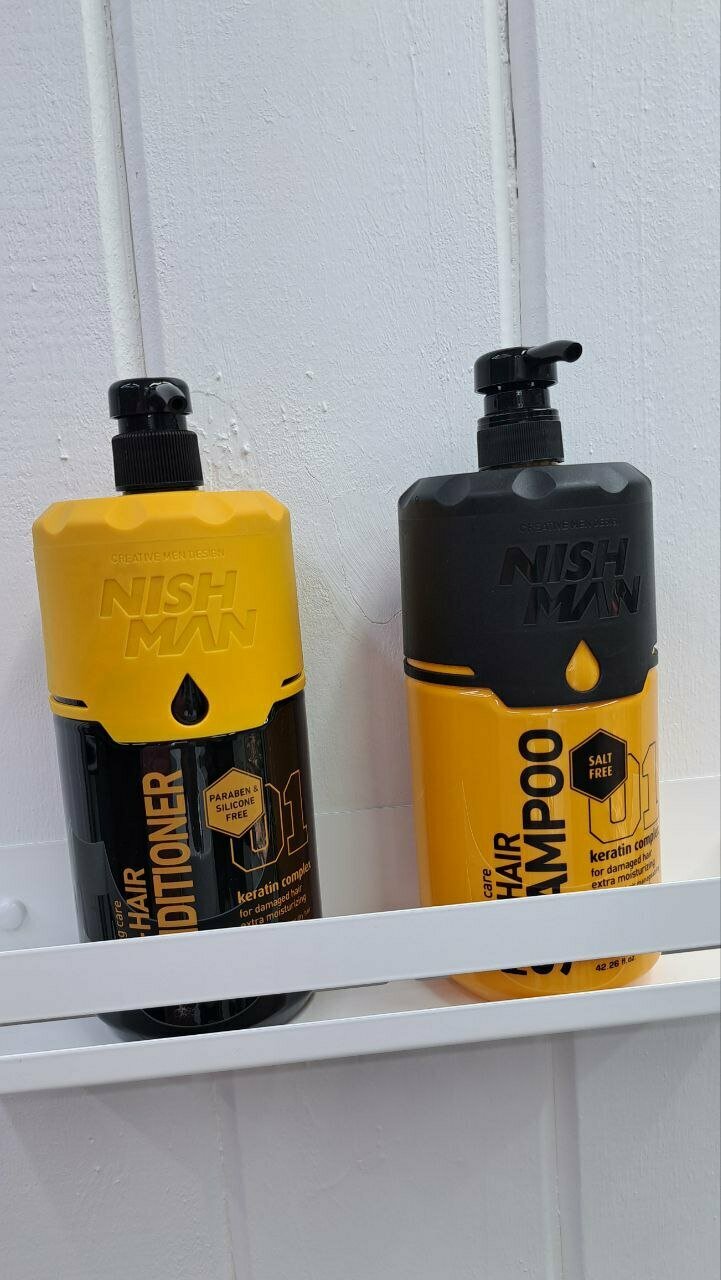 CREATIVE MEN DESIGN
NISH
MAN
PARABEN &
SILICONE
FREE
01
keratin complex
for damaged hair
extra moisturizing
care
HAIR
CREATIVE MEN DESIGN
NISH
MAN
SALT
FREE
01
keratin complex
for damaged hair
extra moisturizing
care
HAIR
42.26 fl.oz.